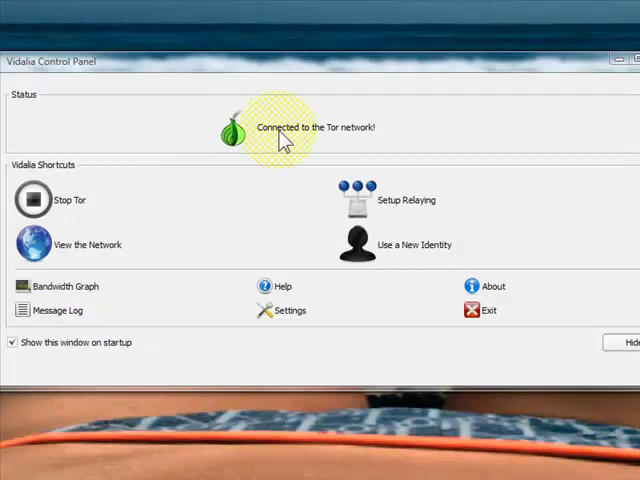 Vidalia Control Panel
Status
Connected to the Tor network!
Vidalia Shortcuts
Stop Tor
Setup Relaying
View the Network
Use a New Identity
Bandwidth Graph
Help
About
Message Log
Settings
Exit
Show this window on startup
Hide